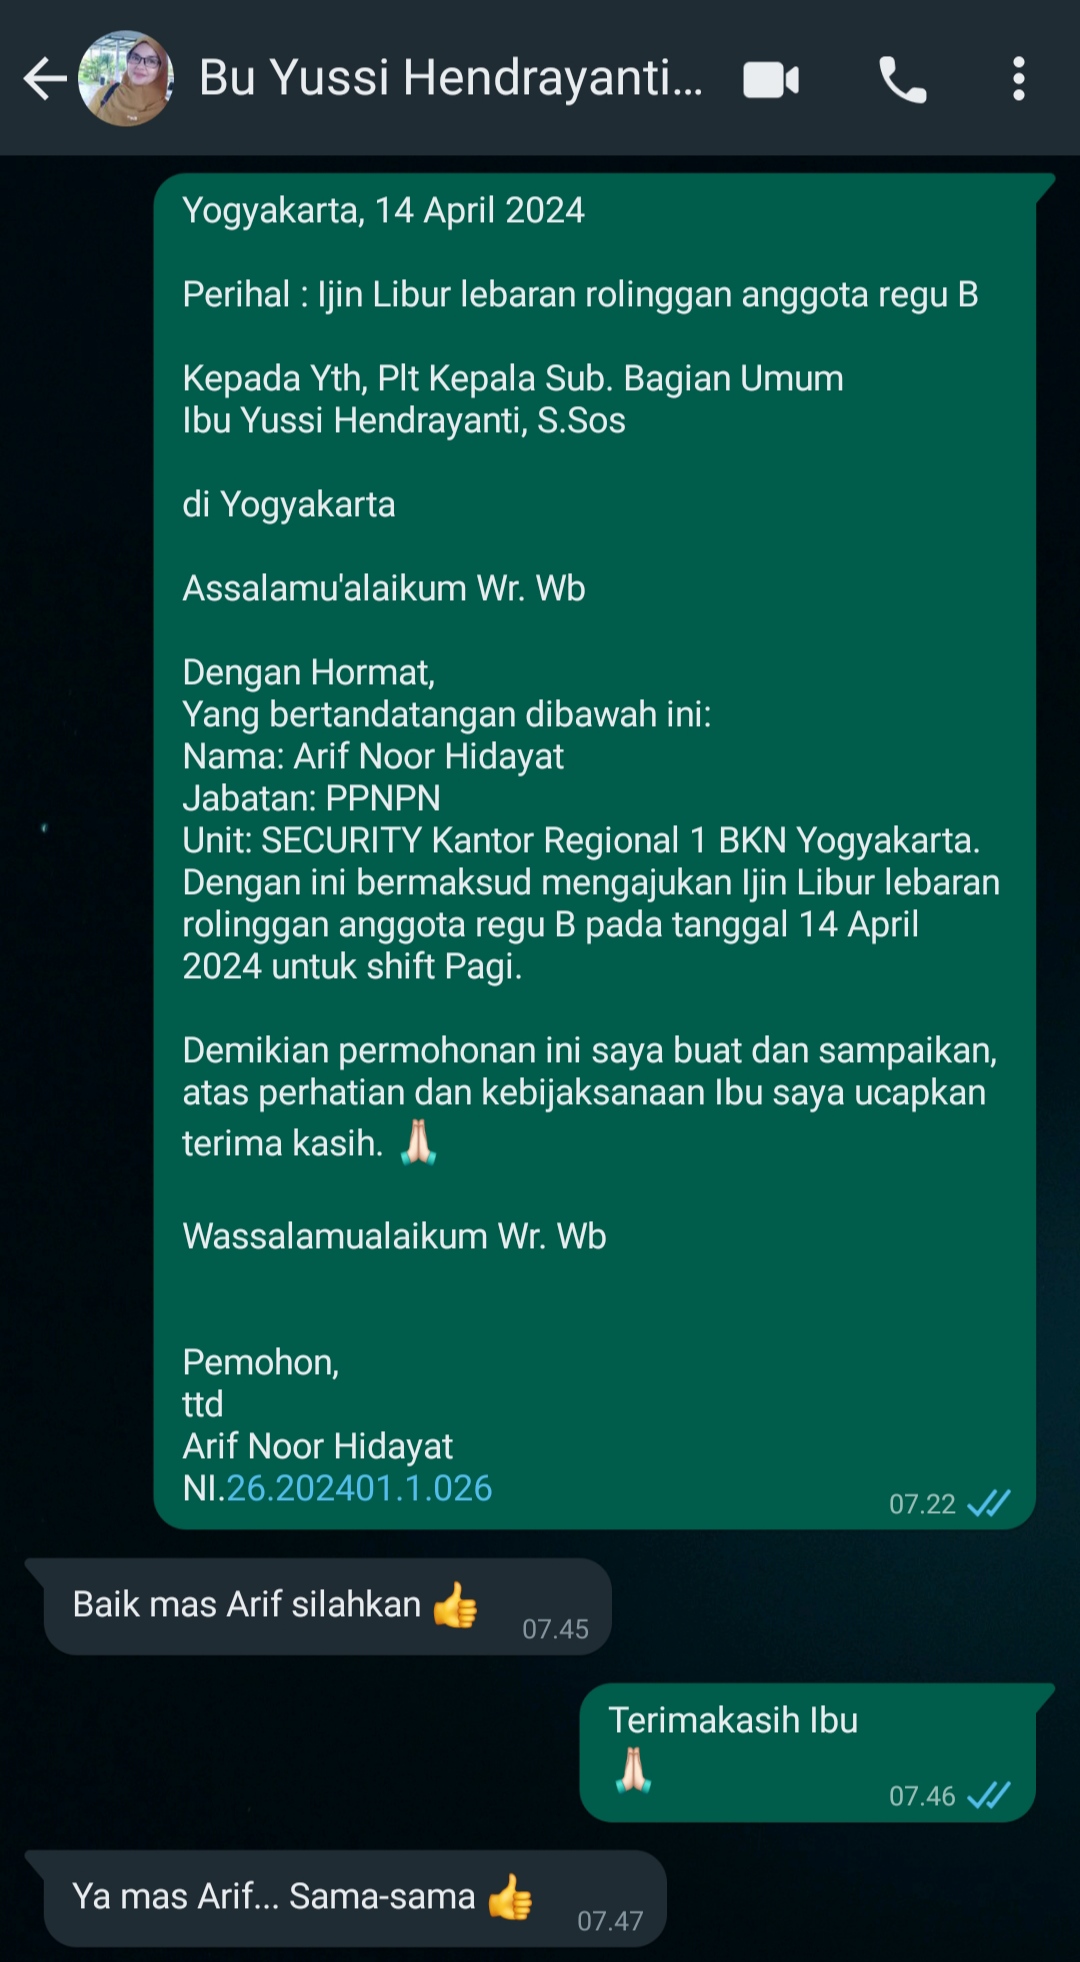 Bu Yussi Hendrayanti...
Yogyakarta, 14 April 2024
Perihal : Ijin Libur lebaran rolinggan anggota regu B
Kepada Yth, Plt Kepala Sub. Bagian Umum
Ibu Yussi Hendrayanti, S.Sos
di Yogyakarta
Assalamu'alaikum Wr. Wb
Dengan Hormat,
Yang bertandatangan dibawah ini:
Nama: Arif Noor Hidayat
Jabatan: PPNPN
Unit: SECURITY Kantor Regional 1 BKN Yogyakarta.
Dengan ini bermaksud mengajukan Ijin Libur lebaran
rolinggan anggota regu B pada tanggal 14 April
2024 untuk shift Pagi.
Demikian permohonan ini saya buat dan sampaikan,
atas perhatian dan kebijaksanaan Ibu saya ucapkan
terima kasih. 🙏🏻
Wassalamualaikum Wr. Wb
Pemohon,
ttd
Arif Noor Hidayat
NI.26.202401.1.026
07.22
Baik mas Arif silahkan 👍
07.45
Terimakasih Ibu
🙏🏻
07.46
Ya mas Arif... Sama-sama 👍
07.47